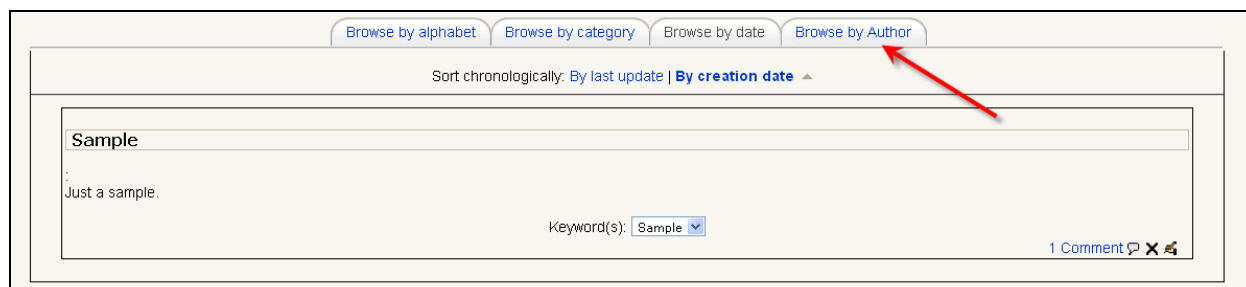 Browse by alphabet Browse by category Browse by date Browse by Author
Sort chronologically: By last update | By creation date
Sample
:
Just a sample.
Keyword(s): Sample
1 Comment